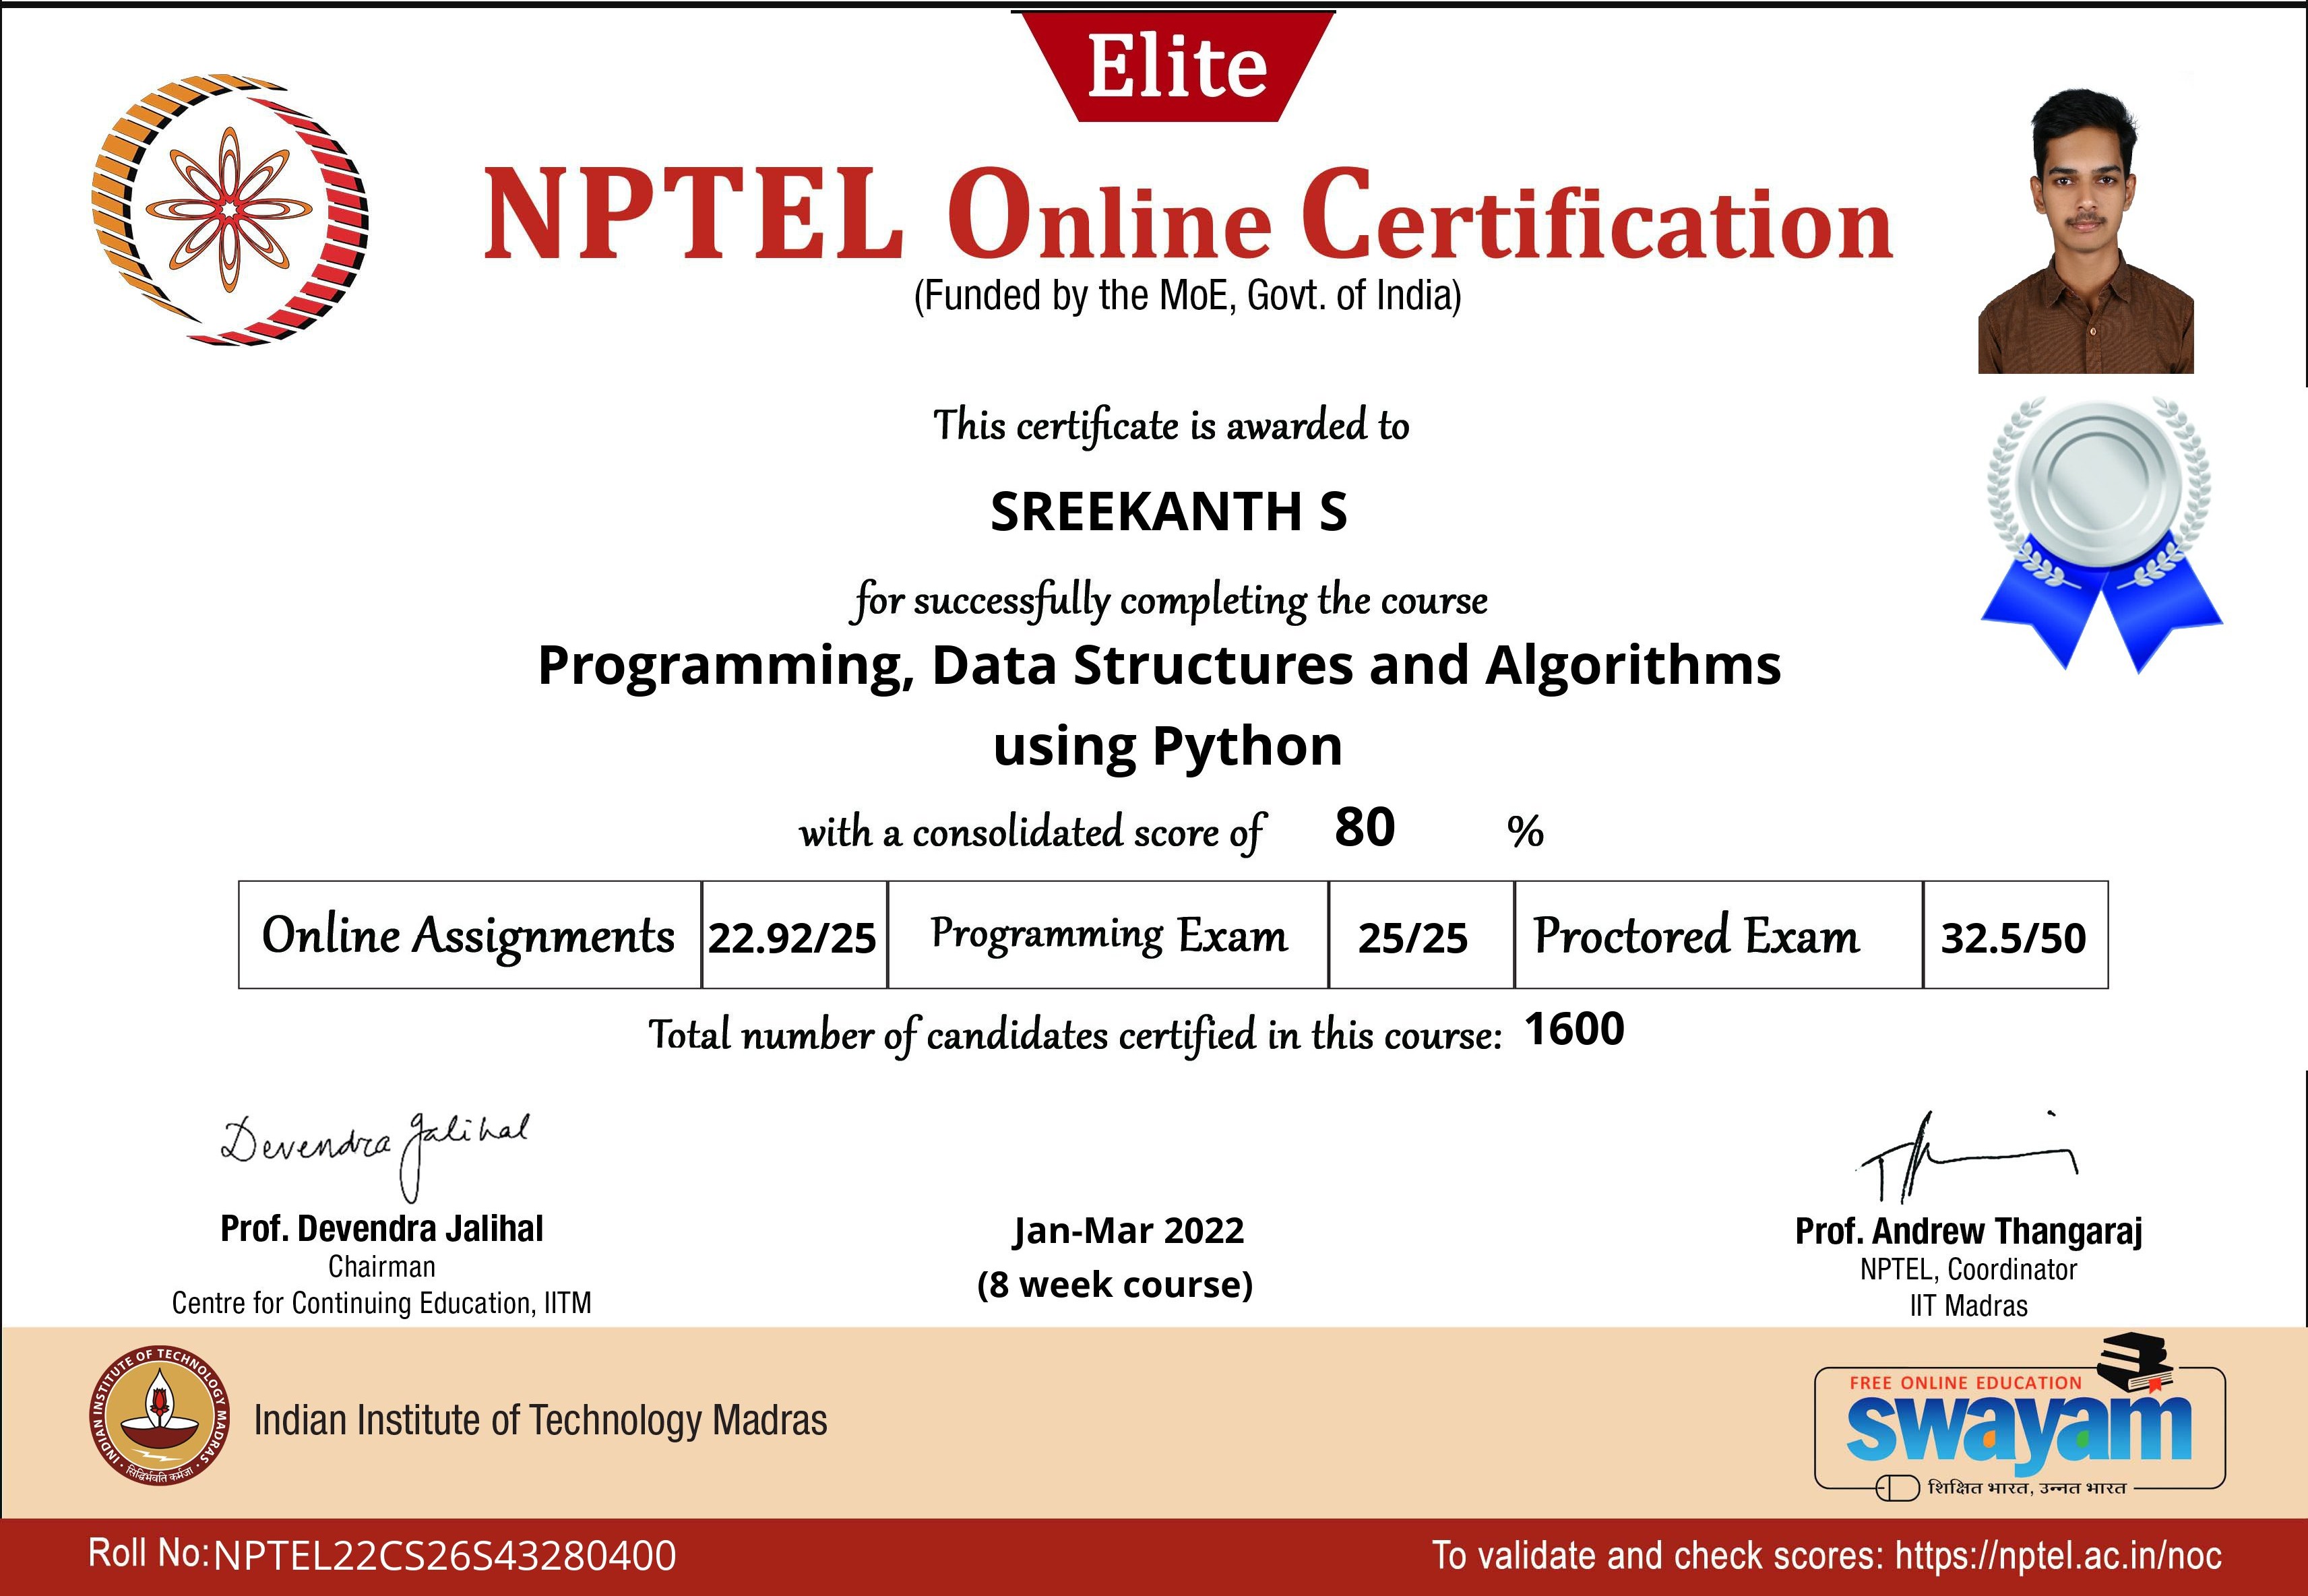 Elite
NPTEL Online Certification
(Funded by the MoE, Govt. of India)
This certificate is awarded to
SREEKANTH S
for successfully completing the course
Programming, Data Structures and Algorithms
using Python
with a consolidated score of 80 %
Online Assignments 22.92/25 Programming Exam 25/25 Proctored Exam 32.5/50
Total number of candidates certified in this course: 1600
Devendra Jalihal
Prof. Devendra Jalihal
Chairman
Centre for Continuing Education, IITM
Jan-Mar 2022
(8 week course)
Prof. Andrew Thangaraj
NPTEL, Coordinator
IIT Madras
INDIAN INSTITUTE OF TECHNOLOGY MADRAS
सिद्धिर्भवति कर्मजा
Indian Institute of Technology Madras
FREE ONLINE EDUCATION
swayam
शिक्षित भारत, उन्नत भारत
Roll No:NPTEL22CS26S43280400
To validate and check scores: https://nptel.ac.in/noc